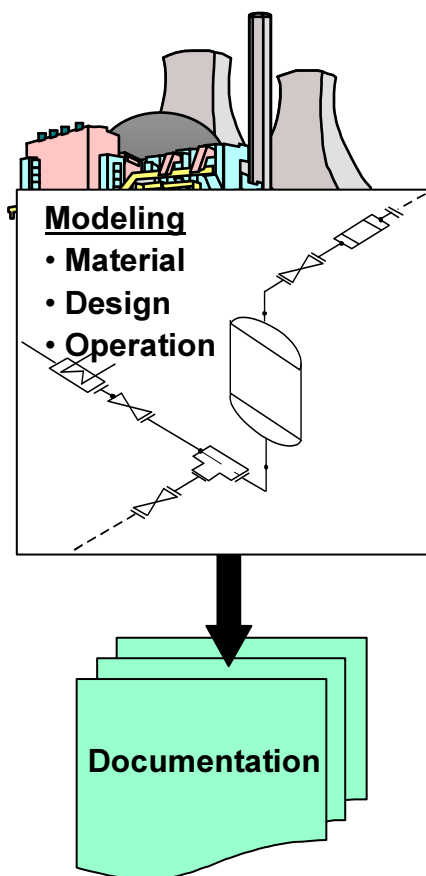 Modeling
• Material
• Design
• Operation
Documentation